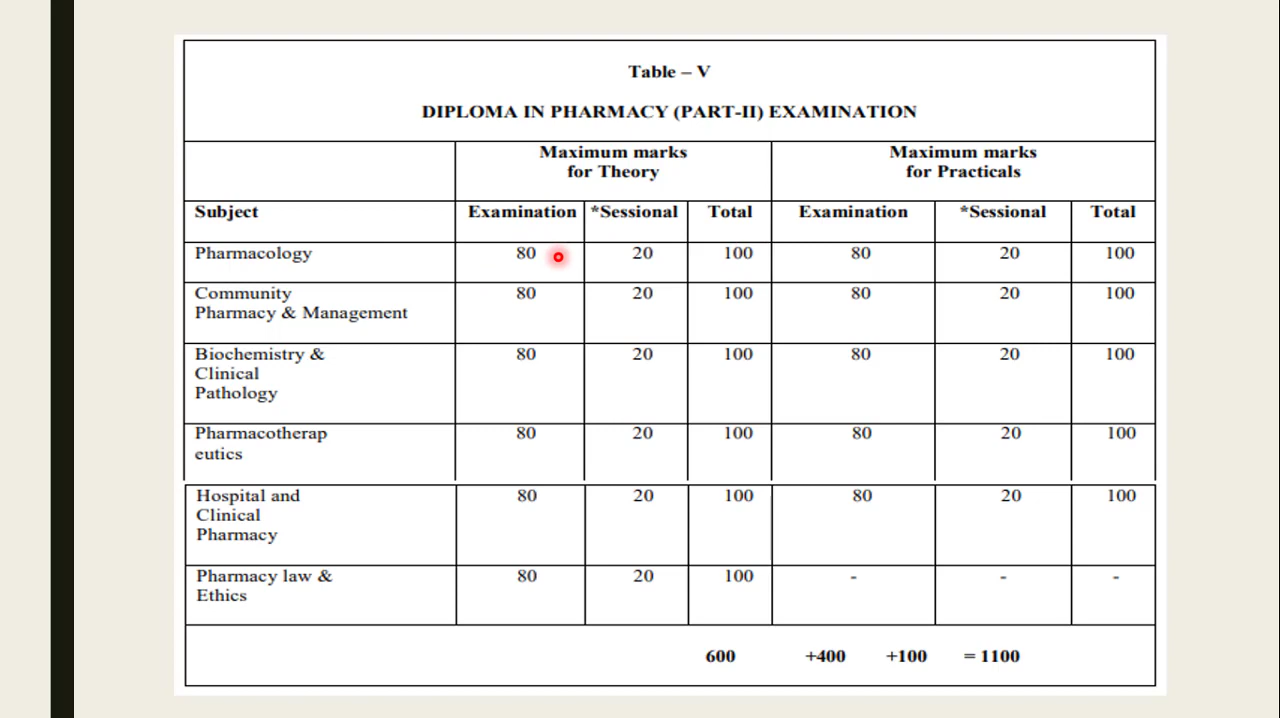 Table – V
DIPLOMA IN PHARMACY (PART-II) EXAMINATION
Maximum marks for Theory Maximum marks for Practicals
Subject Examination *Sessional Total Examination *Sessional Total
Pharmacology 80 20 100 80 20 100
Community 80 20 100 80 20 100
Pharmacy & Management
Biochemistry & 80 20 100 80 20 100
Clinical
Pathology
Pharmacotherap 80 20 100 80 20 100
eutics
Hospital and 80 20 100 80 20 100
Clinical
Pharmacy
Pharmacy law & 80 20 100 - - -
Ethics
600 +400 +100 = 1100